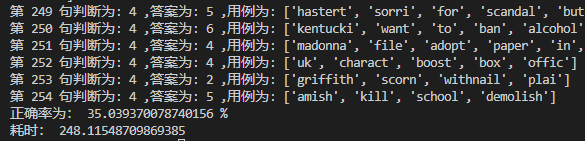 第 249 句判断为: 4 ,答案为: 5 ,用例为: ['hastert', 'sorri', 'for', 'scandal', 'but
第 250 句判断为: 4 ,答案为: 6 ,用例为: ['kentucki', 'want', 'to', 'ban', 'alcohol'
第 251 句判断为: 4 ,答案为: 4 ,用例为: ['madonna', 'file', 'adopt', 'paper', 'in',
第 252 句判断为: 4 ,答案为: 4 ,用例为: ['uk', 'charact', 'boost', 'box', 'offic']
第 253 句判断为: 4 ,答案为: 2 ,用例为: ['griffith', 'scorn', 'withnail', 'plai']
第 254 句判断为: 4 ,答案为: 5 ,用例为: ['amish', 'kill', 'school', 'demolish']
正确率为: 35.039370078740156 %
耗时: 248.11548709869385